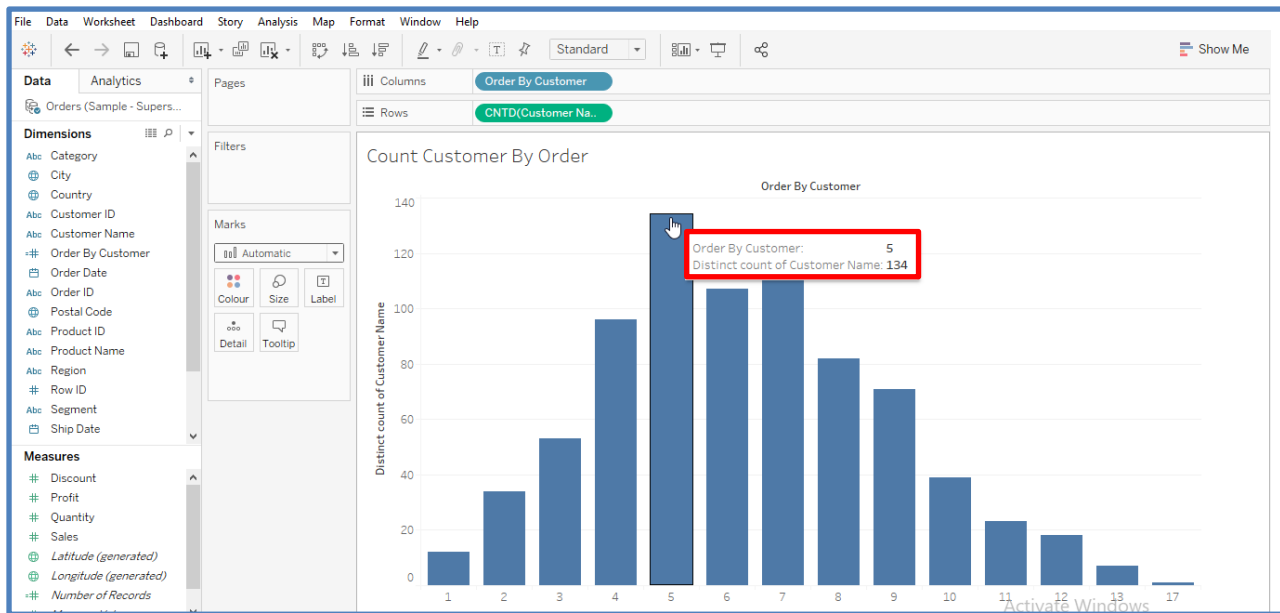 File Data Worksheet Dashboard Story Analysis Map Format Window Help
Standard
Show Me
Data Analytics
Orders (Sample - Supers...
Dimensions
Abc Category
City
Country
Abc Customer ID
Abc Customer Name
=# Order By Customer
Order Date
Abc Order ID
Postal Code
Abc Product ID
Abc Product Name
Abc Region
# Row ID
Abc Segment
Ship Date
Measures
# Discount
# Profit
# Quantity
# Sales
Latitude (generated)
Longitude (generated)
=# Number of Records
Pages
Filters
Marks
Automatic
Colour Size Label
Detail Tooltip
Columns Order By Customer
Rows CNTD(Customer Na..
Count Customer By Order
Order By Customer
Distinct count of Customer Name
140
120
100
80
60
40
20
0
Order By Customer: 5
Distinct count of Customer Name: 134
1 2 3 4 5 6 7 8 9 10 11 12 13 17
Activate Windows